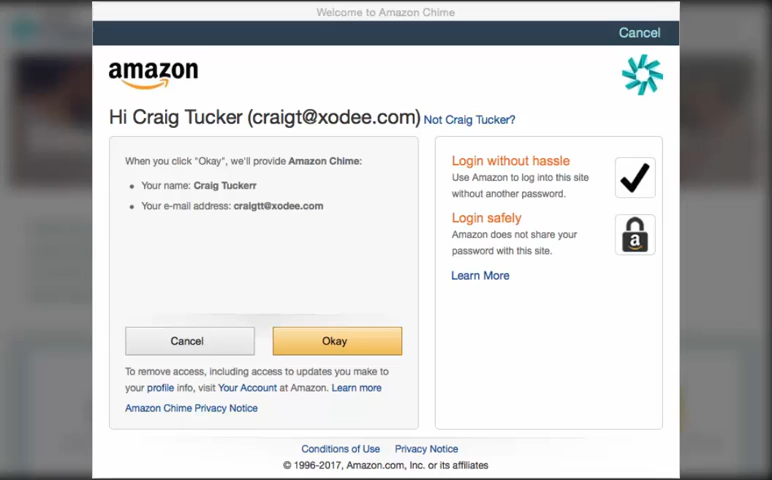 Welcome to Amazon Chime
Cancel
amazon
Hi Craig Tucker (craigt@xodee.com) Not Craig Tucker?
When you click "Okay", we'll provide Amazon Chime:
• Your name: Craig Tuckerr
• Your e-mail address: craigtt@xodee.com
Cancel
Okay
To remove access, including access to updates you make to
your profile info, visit Your Account at Amazon. Learn more
Amazon Chime Privacy Notice
Login without hassle
Use Amazon to log into this site
without another password.
Login safely
Amazon does not share your
password with this site.
a
Learn More
Conditions of Use Privacy Notice
© 1996-2017, Amazon.com, Inc. or its affiliates